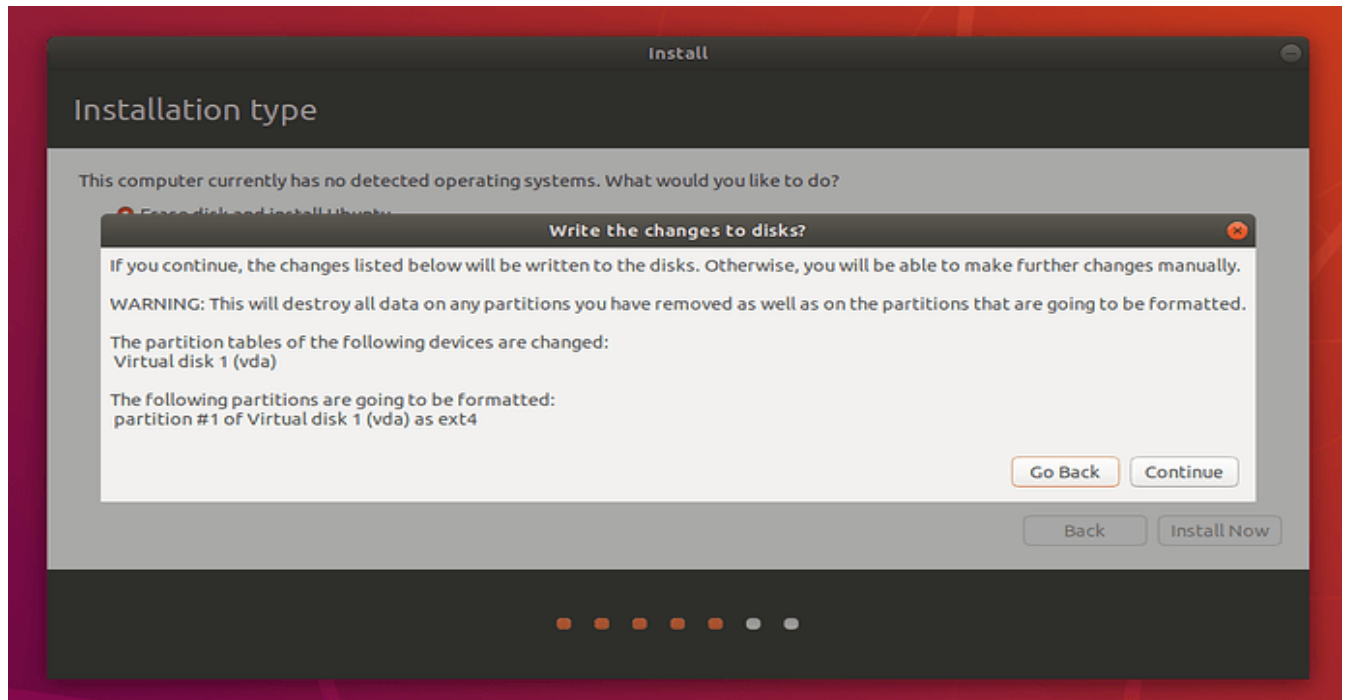 Install
Installation type
This computer currently has no detected operating systems. What would you like to do?
Erase disk and install Ubuntu
Write the changes to disks?
If you continue, the changes listed below will be written to the disks. Otherwise, you will be able to make further changes manually.
WARNING: This will destroy all data on any partitions you have removed as well as on the partitions that are going to be formatted.
The partition tables of the following devices are changed:
Virtual disk 1 (vda)
The following partitions are going to be formatted:
partition #1 of Virtual disk 1 (vda) as ext4
Go Back Continue
Back Install Now